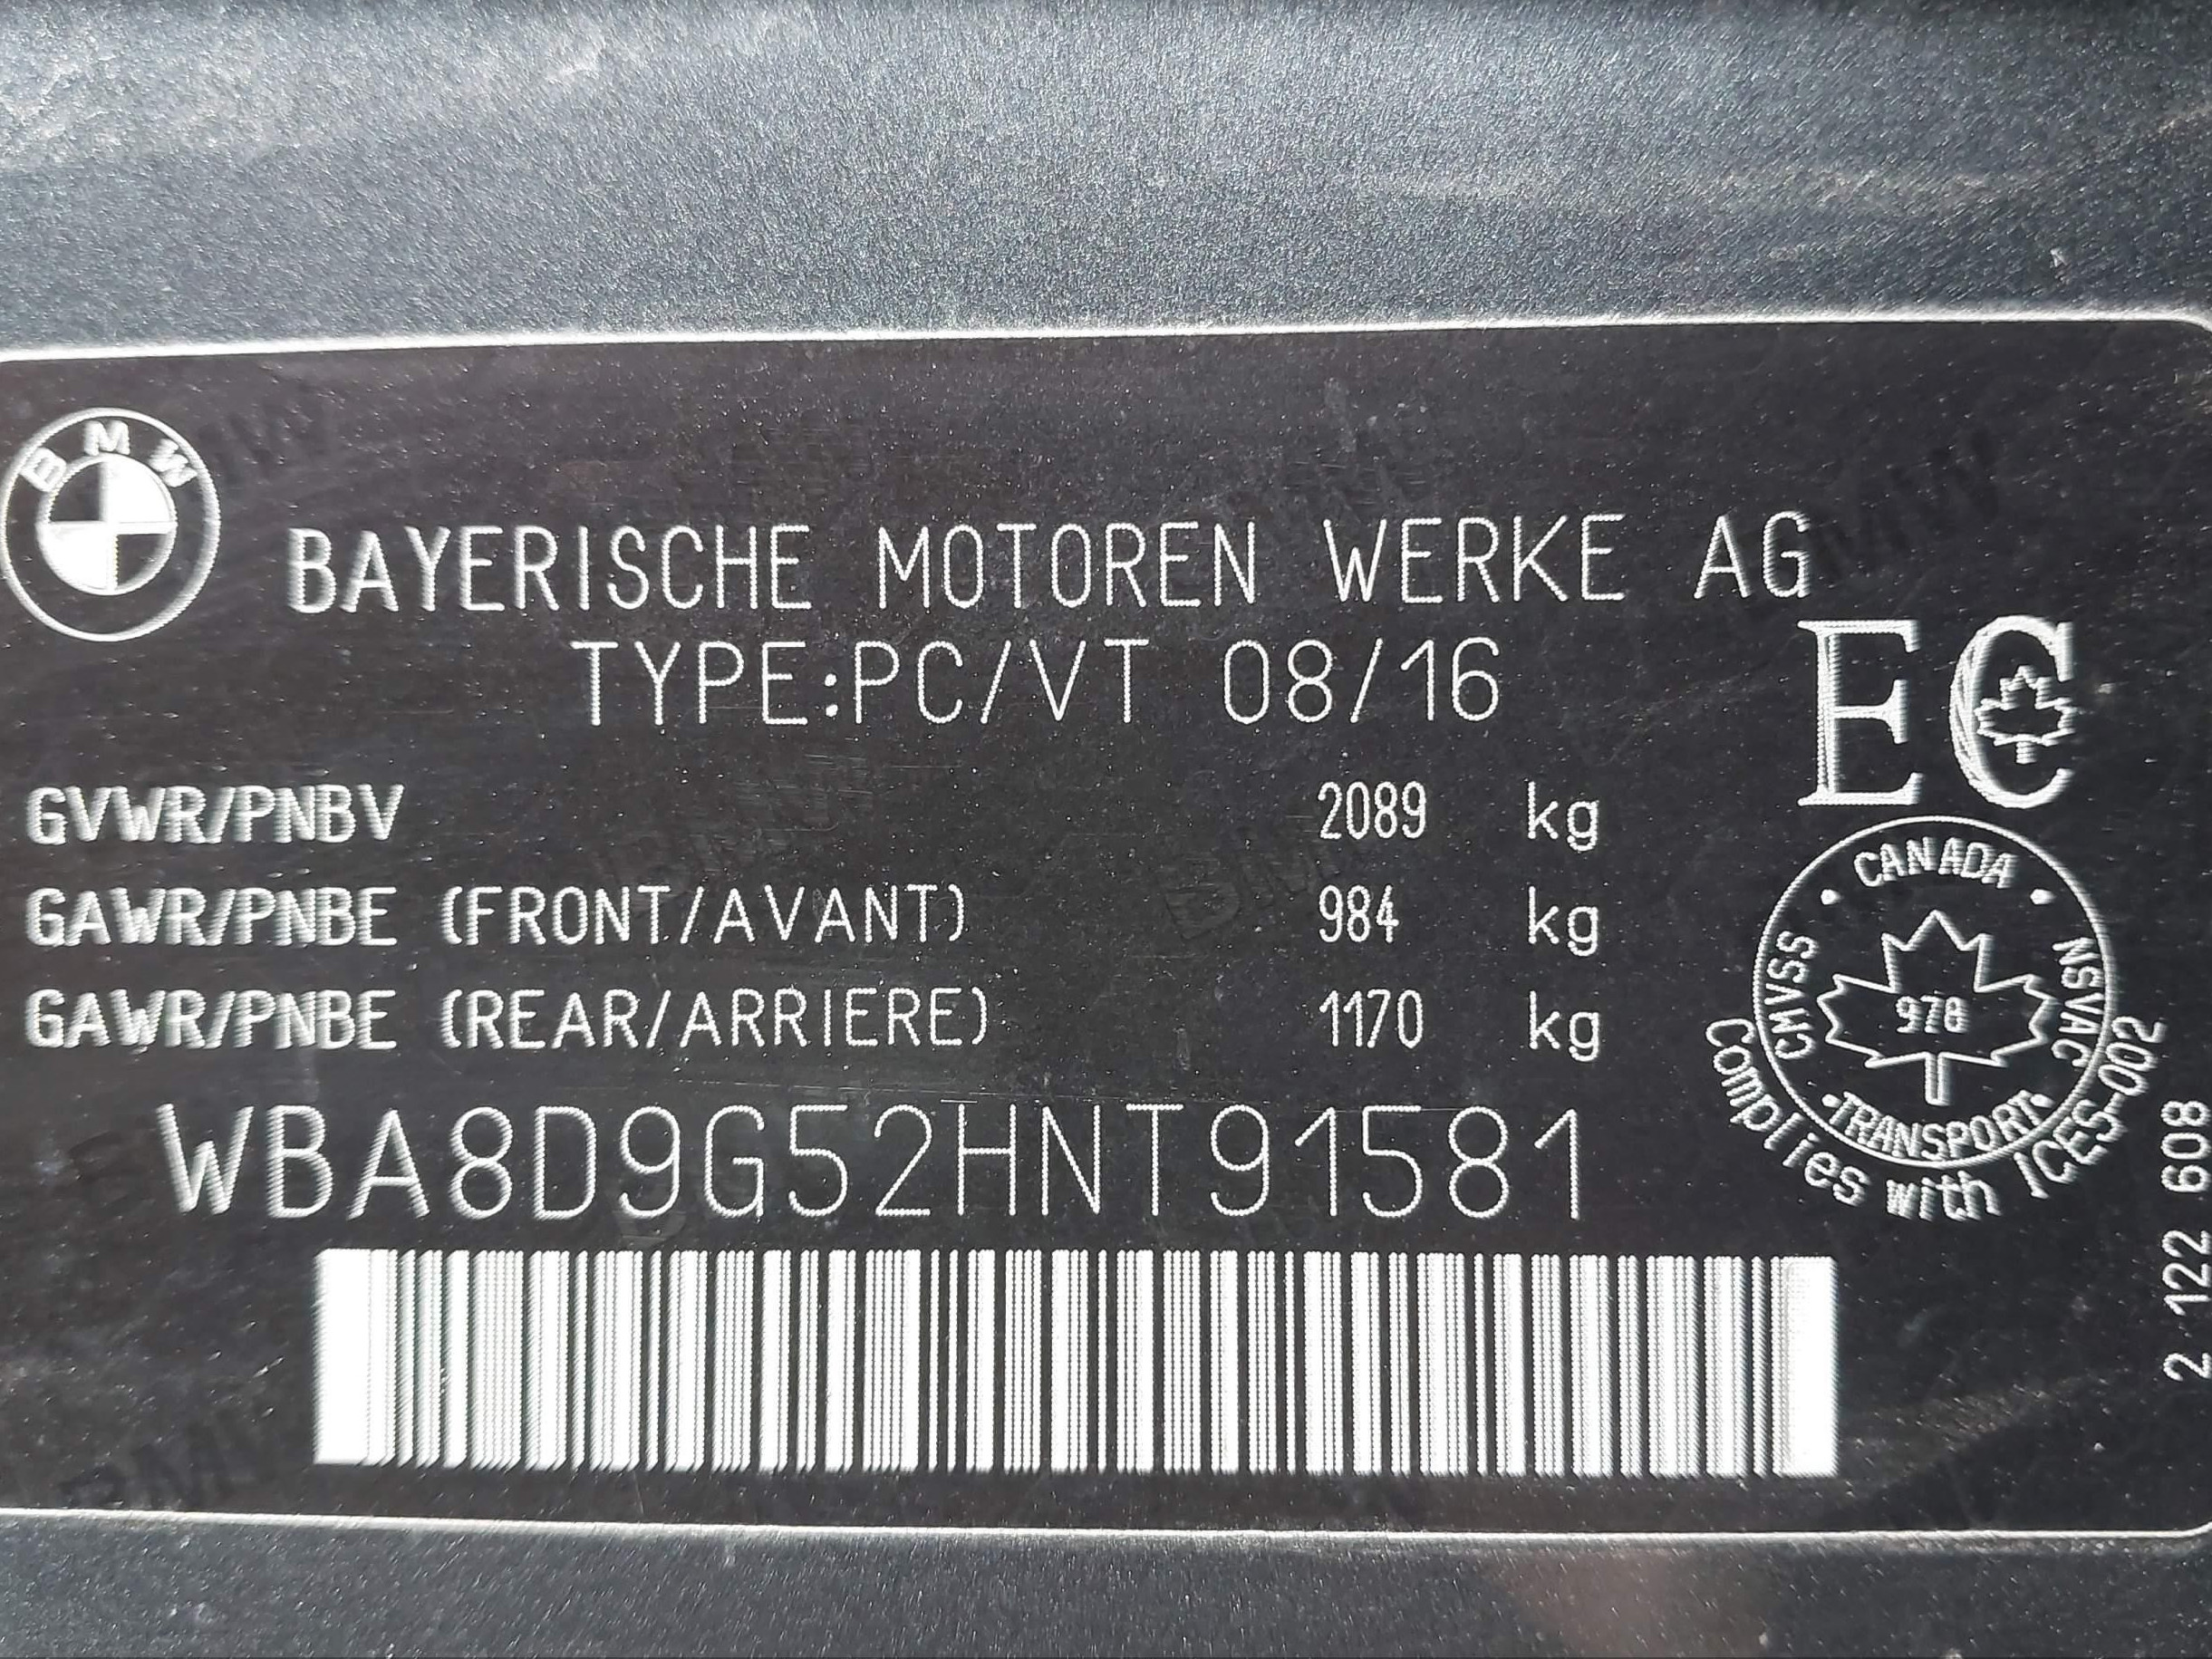 BMW
BAYERISCHE MOTOREN WERKE AG
TYPE:PC/VT 08/16
EC
GVWR/PNBV 2089 kg
GAWR/PNBE (FRONT/AVANT) 984 kg
GAWR/PNBE (REAR/ARRIERE) 1170 kg
WBA8D9G52HNT91581
CANADA
CMVSS
NSVAC
978
TRANSPORT
Complies with ICES-002
2 122 608